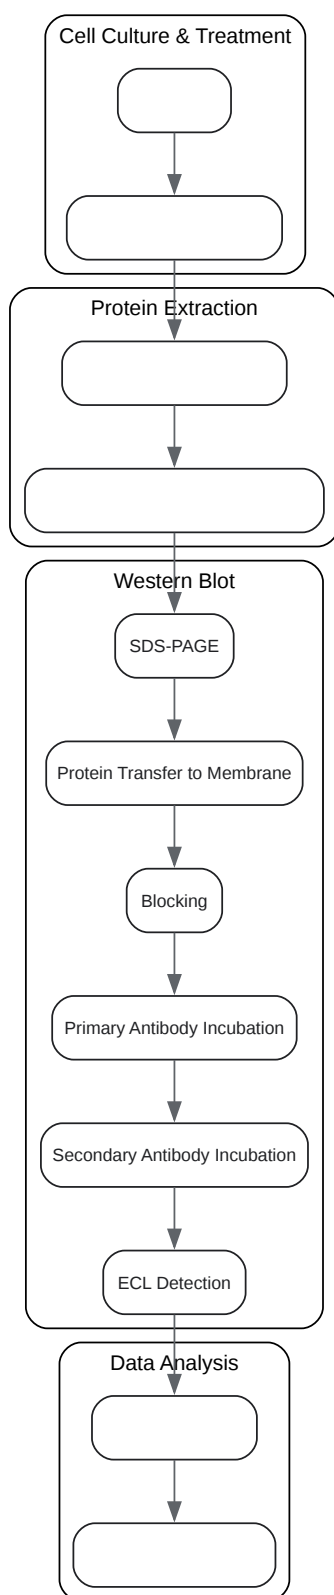 Cell Culture & Treatment
Protein Extraction
Western Blot
SDS-PAGE
Protein Transfer to Membrane
Blocking
Primary Antibody Incubation
Secondary Antibody Incubation
ECL Detection
Data Analysis